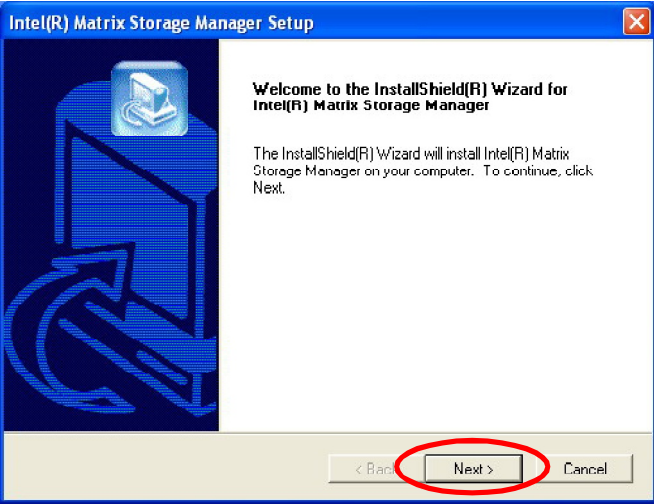 Intel(R) Matrix Storage Manager Setup
Welcome to the InstallShield(R) Wizard for
Intel(R) Matrix Storage Manager
The InstallShield(R) Wizard will install Intel(R) Matrix
Storage Manager on your computer. To continue, click
Next.
< Back Next > Cancel